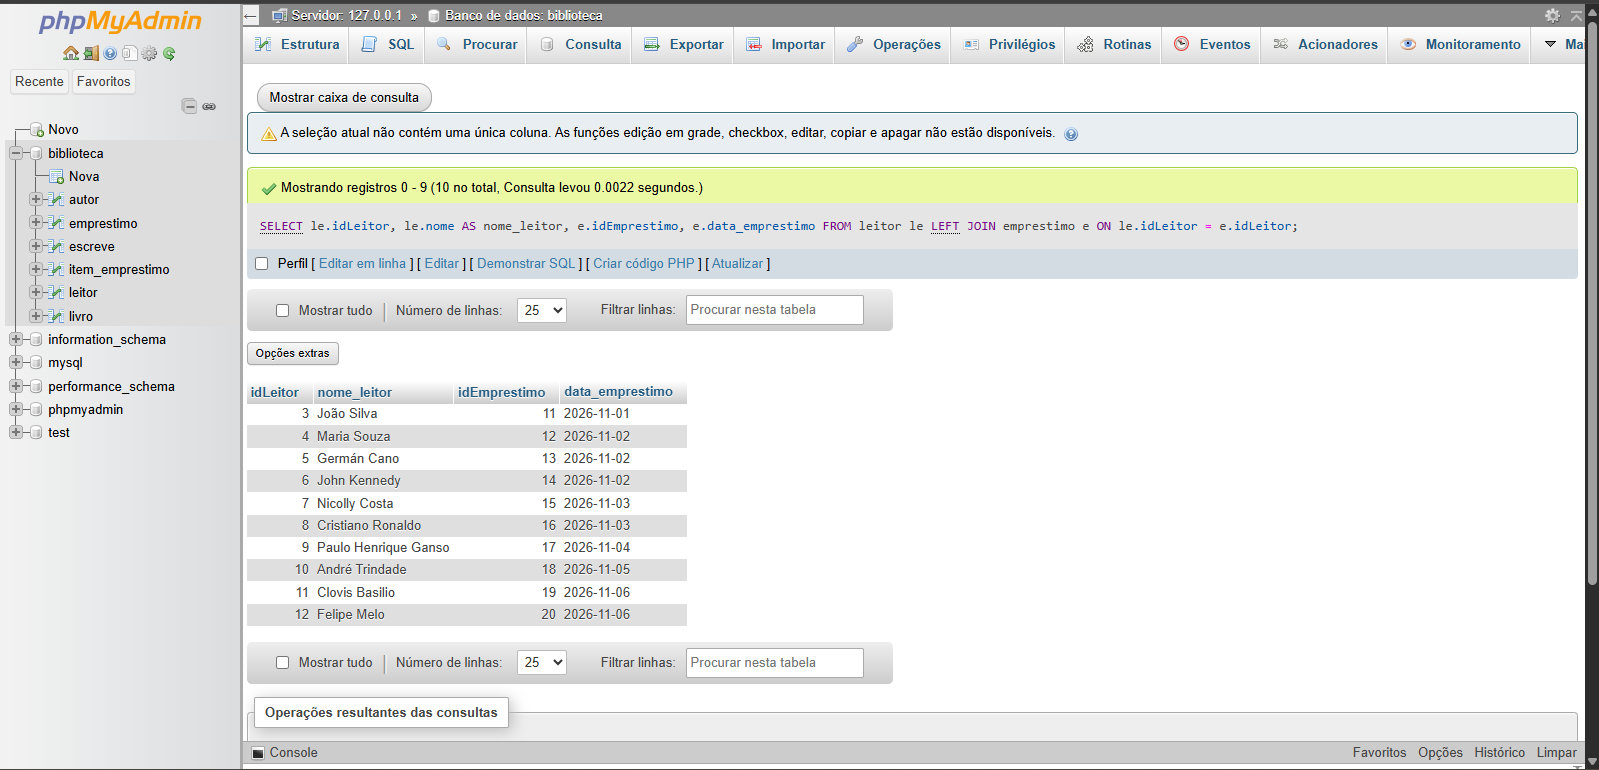 phpMyAdmin
Recente Favoritos
Novo
biblioteca
Nova
autor
emprestimo
escreve
item_emprestimo
leitor
livro
information_schema
mysql
performance_schema
phpmyadmin
test
Servidor: 127.0.0.1 » Banco de dados: biblioteca
Estrutura SQL Procurar Consulta Exportar Importar Operações Privilégios Rotinas Eventos Acionadores Monitoramento Mai
Mostrar caixa de consulta
A seleção atual não contém uma única coluna. As funções edição em grade, checkbox, editar, copiar e apagar não estão disponíveis.
Mostrando registros 0 - 9 (10 no total, Consulta levou 0.0022 segundos.)
SELECT le.idLeitor, le.nome AS nome_leitor, e.idEmprestimo, e.data_emprestimo FROM leitor le LEFT JOIN emprestimo e ON le.idLeitor = e.idLeitor;
Perfil [ Editar em linha ] [ Editar ] [ Demonstrar SQL ] [ Criar código PHP ] [ Atualizar ]
Mostrar tudo | Número de linhas: 25 Filtrar linhas: Procurar nesta tabela
Opções extras
idLeitor nome_leitor idEmprestimo data_emprestimo
3 João Silva 11 2026-11-01
4 Maria Souza 12 2026-11-02
5 Germán Cano 13 2026-11-02
6 John Kennedy 14 2026-11-02
7 Nicolly Costa 15 2026-11-03
8 Cristiano Ronaldo 16 2026-11-03
9 Paulo Henrique Ganso 17 2026-11-04
10 André Trindade 18 2026-11-05
11 Clovis Basilio 19 2026-11-06
12 Felipe Melo 20 2026-11-06
Mostrar tudo | Número de linhas: 25 Filtrar linhas: Procurar nesta tabela
Operações resultantes das consultas
Console Favoritos Opções Histórico Limpar